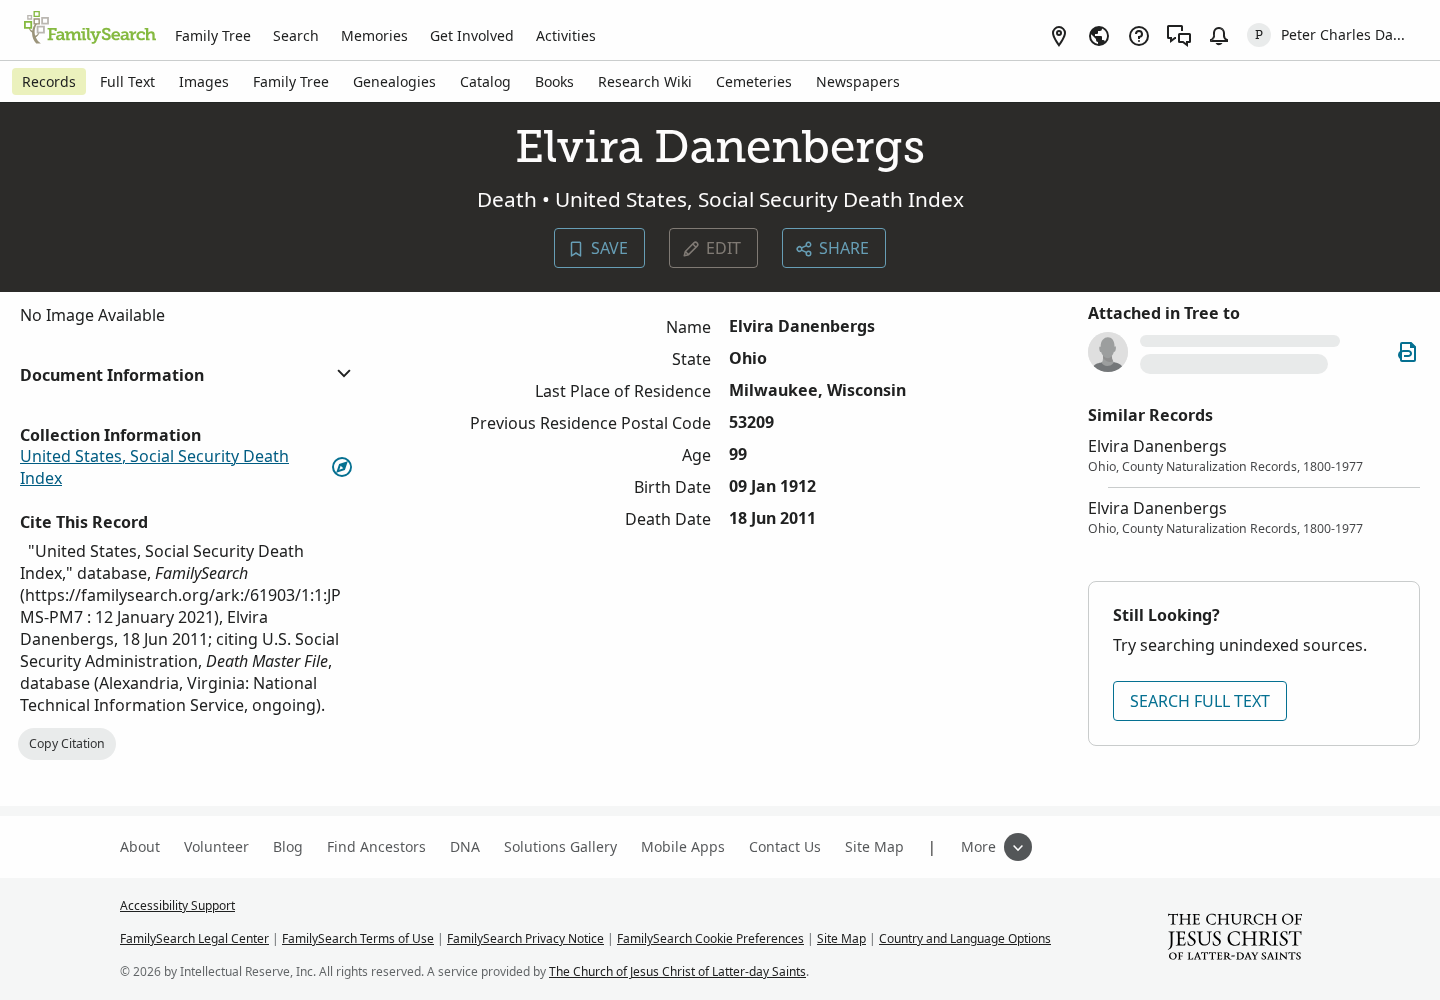 FamilySearch
Family Tree
Search
Memories
Get Involved
Activities
P
Peter Charles Da...
Records
Full Text
Images
Family Tree
Genealogies
Catalog
Books
Research Wiki
Cemeteries
Newspapers
Elvira Danenbergs
Death • United States, Social Security Death Index
SAVE
EDIT
SHARE
No Image Available
Document Information
Collection Information
United States, Social Security Death
Index
Cite This Record
"United States, Social Security Death
Index," database, FamilySearch
(https://familysearch.org/ark:/61903/1:1:JP
MS-PM7 : 12 January 2021), Elvira
Danenbergs, 18 Jun 2011; citing U.S. Social
Security Administration, Death Master File,
database (Alexandria, Virginia: National
Technical Information Service, ongoing).
Copy Citation
Name Elvira Danenbergs
State Ohio
Last Place of Residence Milwaukee, Wisconsin
Previous Residence Postal Code 53209
Age 99
Birth Date 09 Jan 1912
Death Date 18 Jun 2011
Attached in Tree to
Similar Records
Elvira Danenbergs
Ohio, County Naturalization Records, 1800-1977
Elvira Danenbergs
Ohio, County Naturalization Records, 1800-1977
Still Looking?
Try searching unindexed sources.
SEARCH FULL TEXT
About
Volunteer
Blog
Find Ancestors
DNA
Solutions Gallery
Mobile Apps
Contact Us
Site Map
|
More
Accessibility Support
FamilySearch Legal Center | FamilySearch Terms of Use | FamilySearch Privacy Notice | FamilySearch Cookie Preferences | Site Map | Country and Language Options
© 2026 by Intellectual Reserve, Inc. All rights reserved. A service provided by The Church of Jesus Christ of Latter-day Saints.
THE CHURCH OF
JESUS CHRIST
OF LATTER-DAY SAINTS